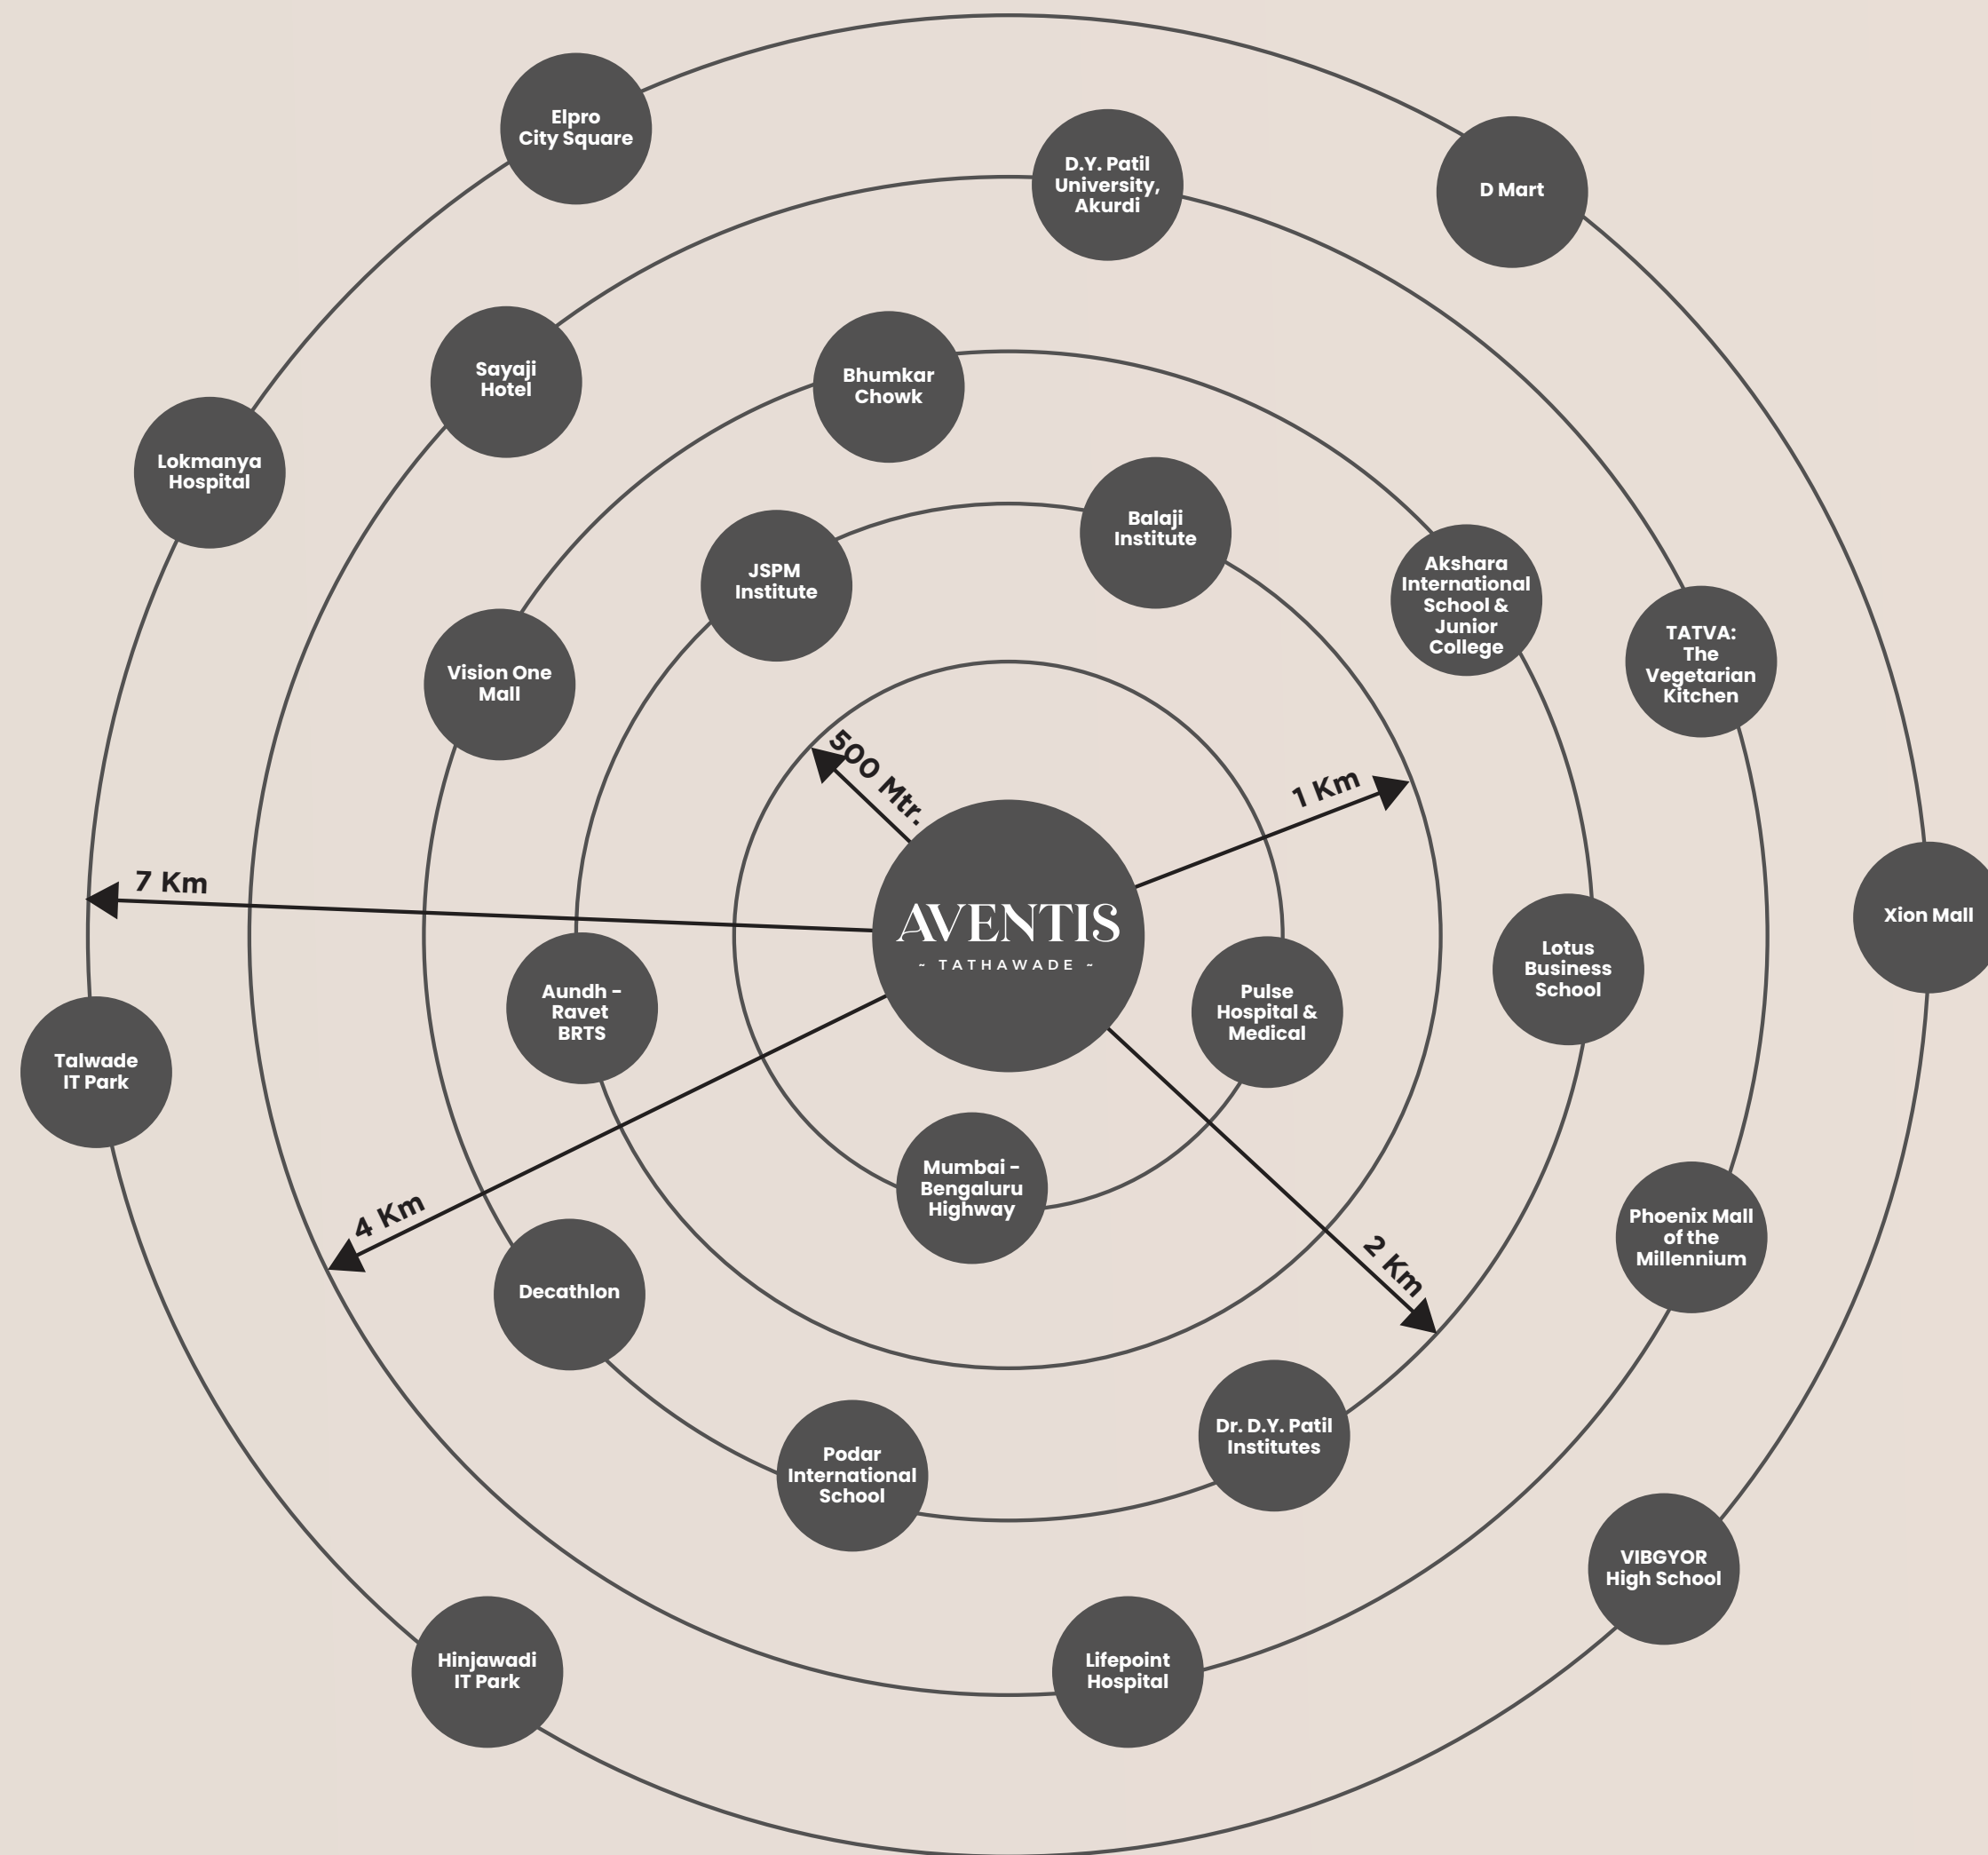 Elpro
City Square
D.Y. Patil
University,
Akurdi
D Mart
Sayaji
Hotel
Bhumkar
Chowk
Lokmanya
Hospital
Balaji
Institute
JSPM
Institute
Akshara
International
School &
Junior
College
TATVA:
The
Vegetarian
Kitchen
Vision One
Mall
500 Mtr.
1 Km
7 Km
AVENTIS
~ TATHAWADE ~
Xion Mall
Lotus
Business
School
Aundh -
Ravet
BRTS
Pulse
Hospital &
Medical
Talwade
IT Park
Mumbai -
Bengaluru
Highway
4 Km
2 Km
Phoenix Mall
of the
Millennium
Decathlon
Dr. D.Y. Patil
Institutes
Podar
International
School
VIBGYOR
High School
Hinjawadi
IT Park
Lifepoint
Hospital